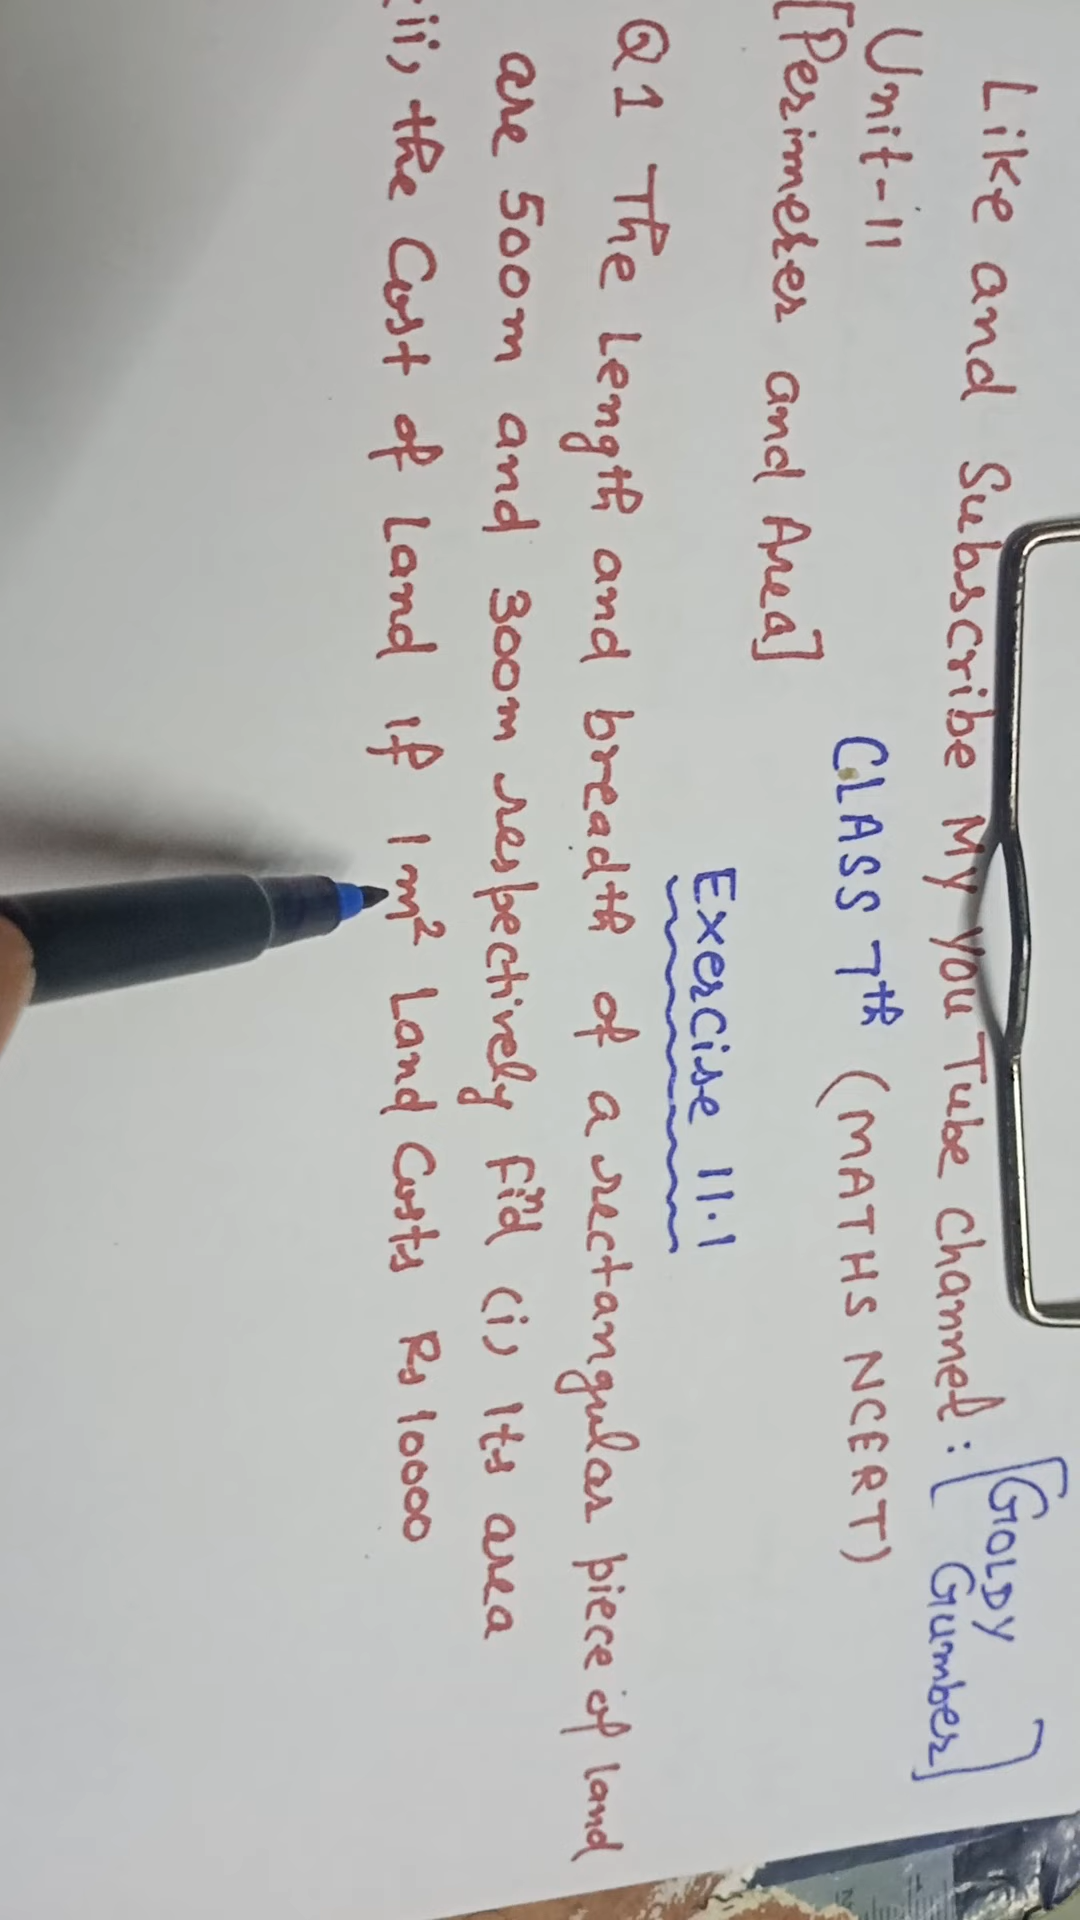 Like and Subscribe My You Tube Channel: [GOLDY
Gumber]
Unit-11
CLASS 7th (MATHS NCERT)
[Perimeter and Area]
Exercise 11.1
Q1 The Length and breadth of a rectangular piece of land
are 500m and 300m respectively Find (i) Its area
ii) the Cost of Land if 1m² Land Costs Rs 10000